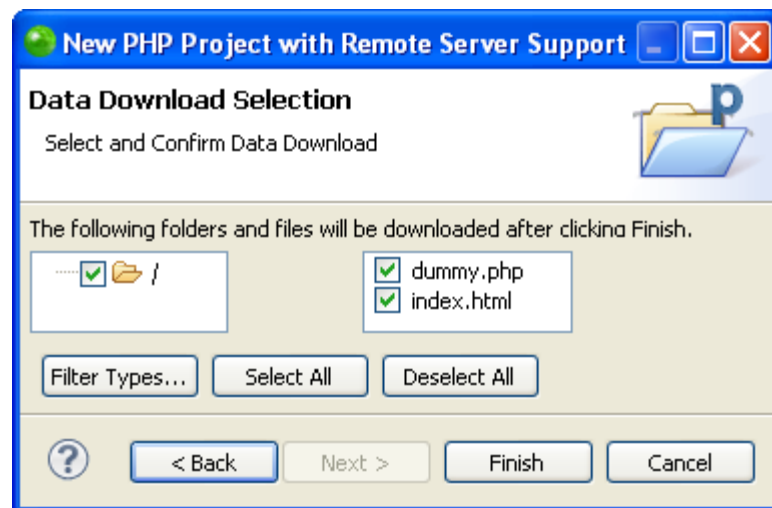 New PHP Project with Remote Server Support
Data Download Selection
Select and Confirm Data Download
The following folders and files will be downloaded after clicking Finish.
/
dummy.php
index.html
Filter Types... Select All Deselect All
? < Back Next > Finish Cancel